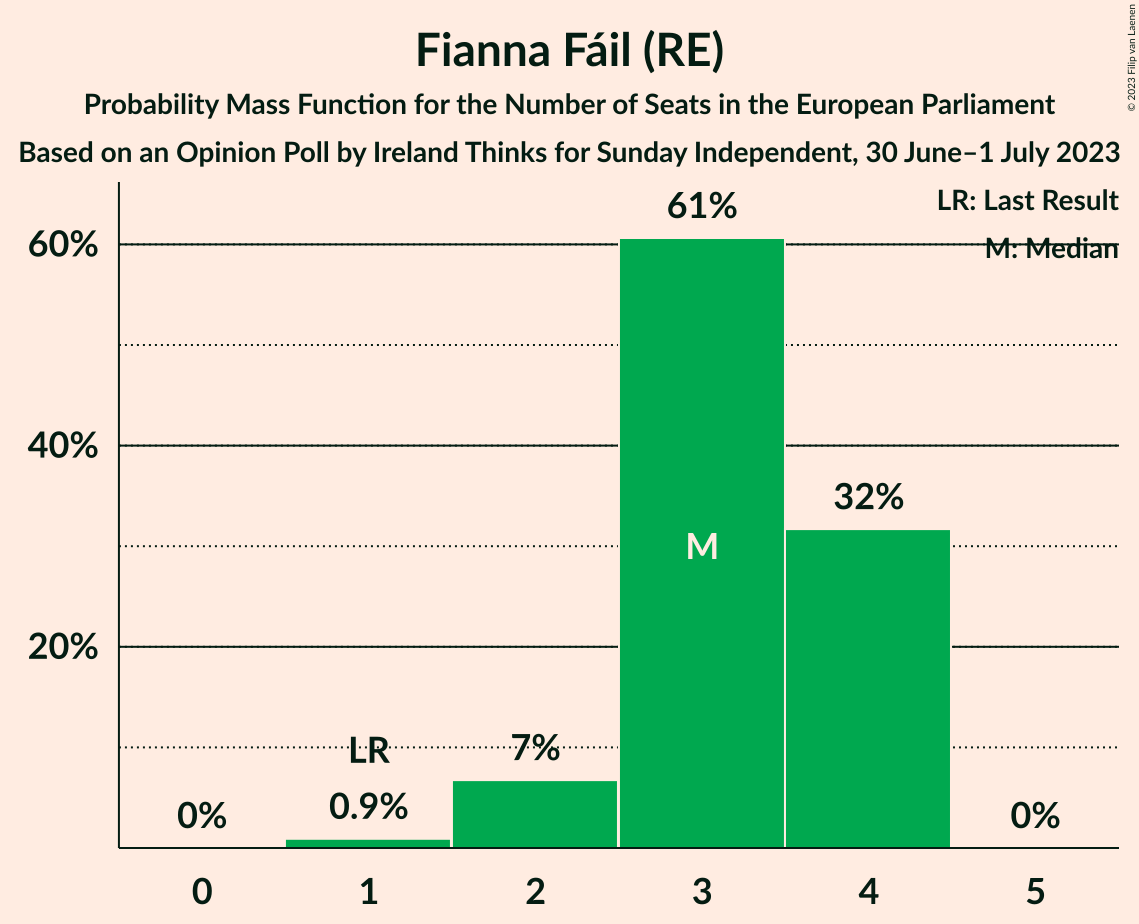 Fianna Fáil (RE)
Probability Mass Function for the Number of Seats in the European Parliament
Based on an Opinion Poll by Ireland Thinks for Sunday Independent, 30 June–1 July 2023
© 2023 Filip van Laenen
LR: Last Result
M: Median
60%
40%
20%
0%
LR
0.9%
7%
61%
M
32%
0%
0 1 2 3 4 5